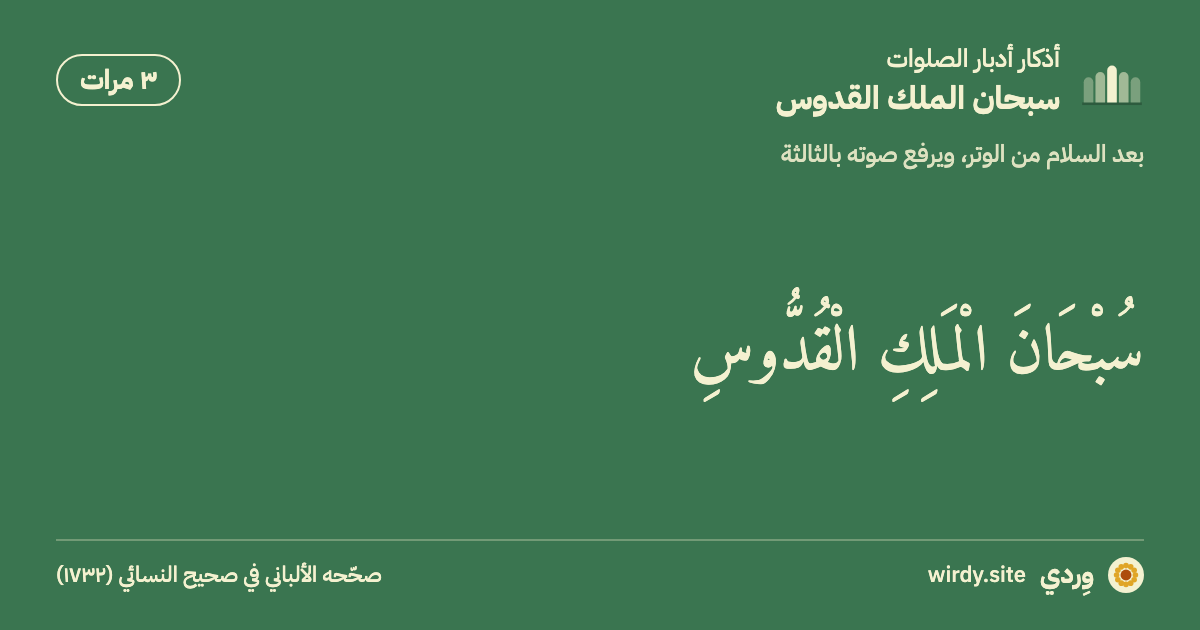 أذكار أدبار الصلوات
سبحان الملك القدوس
٣ مرات
بعد السلام من الوتر، ويرفع صوته بالثالثة
سُبْحَانَ الْمَلِكِ الْقُدُّوسِ
وِردي wirdy.site
صحّحه الألباني في صحيح النسائي (١٧٣٢)